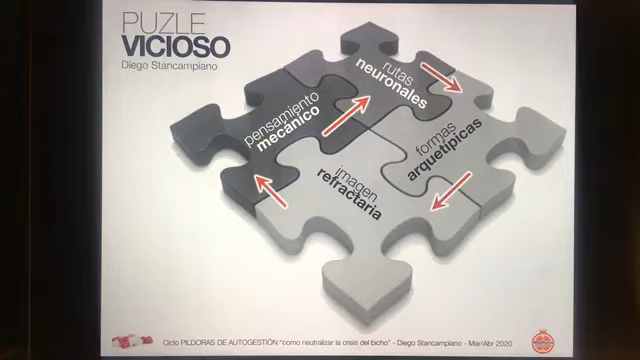 PUZLE
VICIOSO
Diego Stancampiano
rutas
neuronales
pensamiento
mecánico
formas
arquetípicas
imagen
refractaria
Ciclo PILDORAS DE AUTOGESTIÓN "como neutralizar la crisis del bicho" - Diego Stancampiano - Mar/Abr 2020